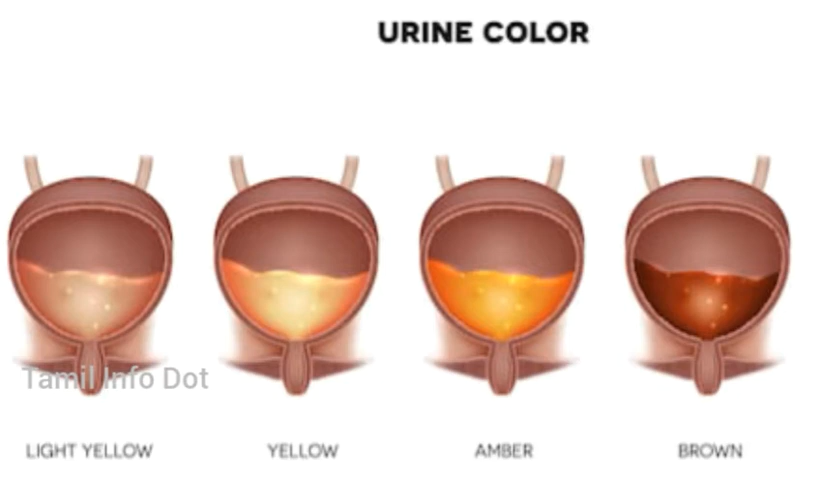 URINE COLOR
Tamil Info Dot
LIGHT YELLOW
YELLOW
AMBER
BROWN